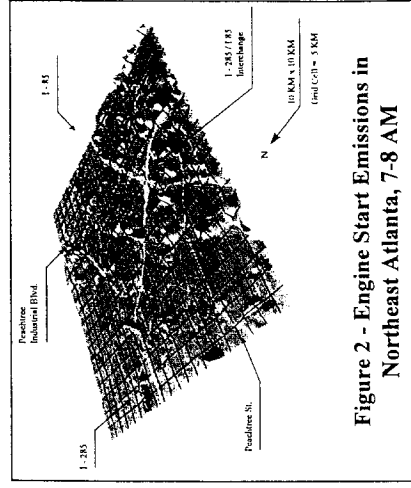 I - 85
Peachtree
Industrial Blvd.
I - 285 / I 85
Interchange
I - 285
Peachtree St.
N
10 KM x 10 KM
Grid Cell = .5 KM
Figure 2 - Engine Start Emissions in
Northeast Atlanta, 7-8 AM